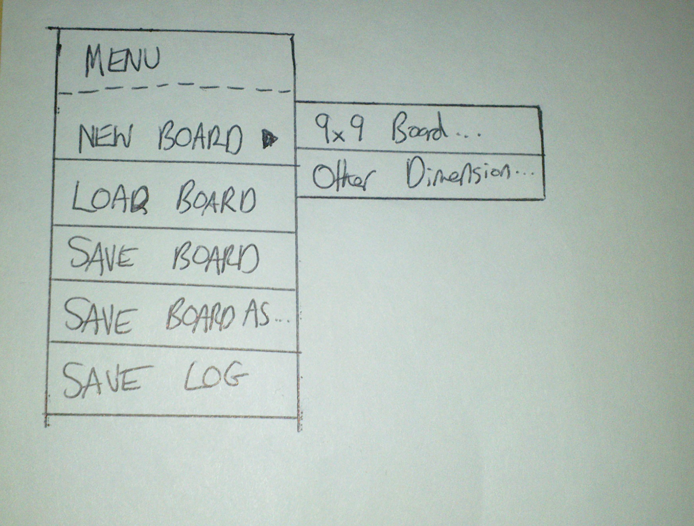 MENU
NEW BOARD ▶
9x9 Board...
Other Dimension...
LOAD BOARD
SAVE BOARD
SAVE BOARD AS...
SAVE LOG